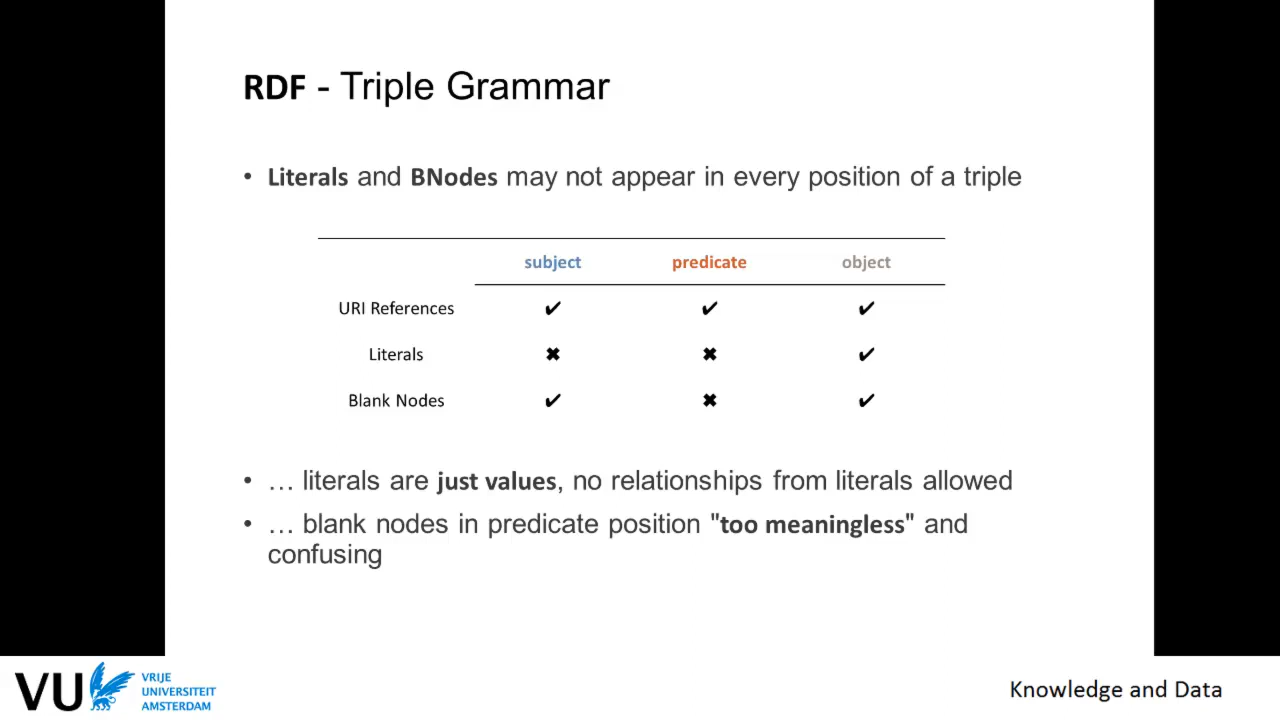 RDF - Triple Grammar
• Literals and BNodes may not appear in every position of a triple
subject predicate object
URI References ✔ ✔ ✔
Literals ✖ ✖ ✔
Blank Nodes ✔ ✖ ✔
• … literals are just values, no relationships from literals allowed
• … blank nodes in predicate position "too meaningless" and
confusing
VU
VRIJE
UNIVERSITEIT
AMSTERDAM
Knowledge and Data